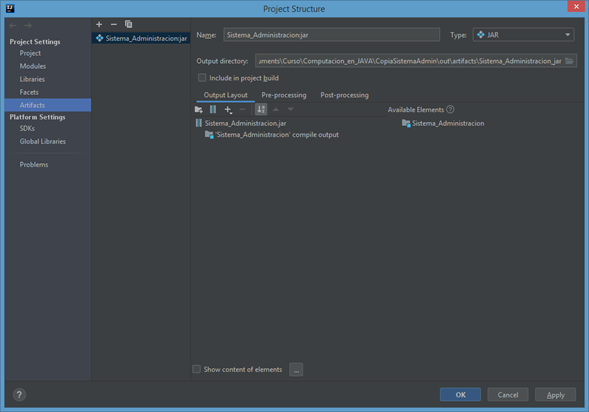 Project Structure
Project Settings
Project
Modules
Libraries
Facets
Artifacts
Platform Settings
SDKs
Global Libraries
Problems
Sistema_Administracion:jar
Name: Sistema_Administracion:jar
Type: JAR
Output directory: uments\Curso\Computacion_en_JAVA\CopiaSistemaAdmin\out\artifacts\Sistema_Administracion_jar
Include in project build
Output Layout Pre-processing Post-processing
Available Elements ?
Sistema_Administracion.jar
'Sistema_Administracion' compile output
Sistema_Administracion
Show content of elements ...
? OK Cancel Apply